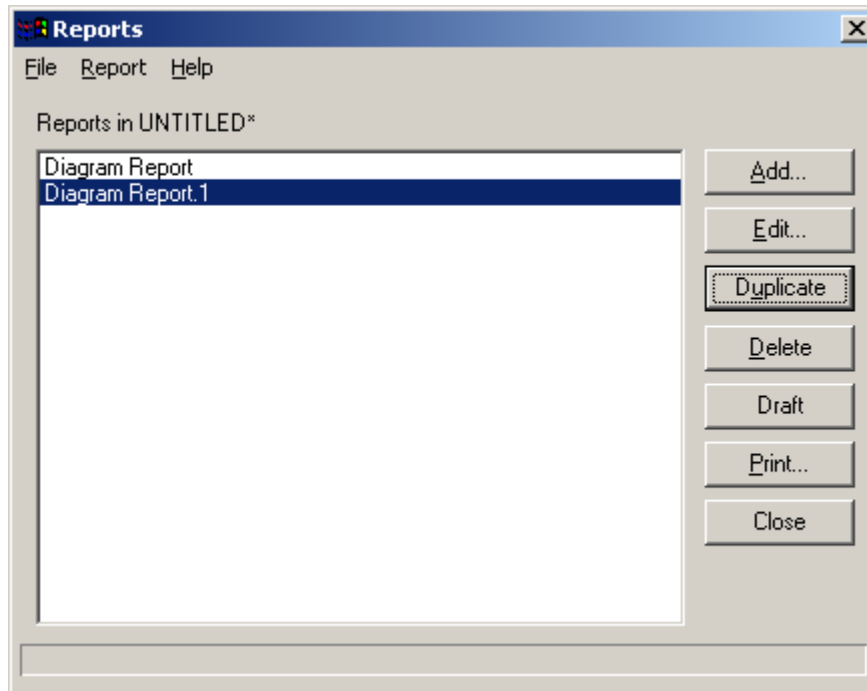 Reports
File Report Help
Reports in UNTITLED*
Diagram Report
Diagram Report.1
Add...
Edit...
Duplicate
Delete
Draft
Print...
Close